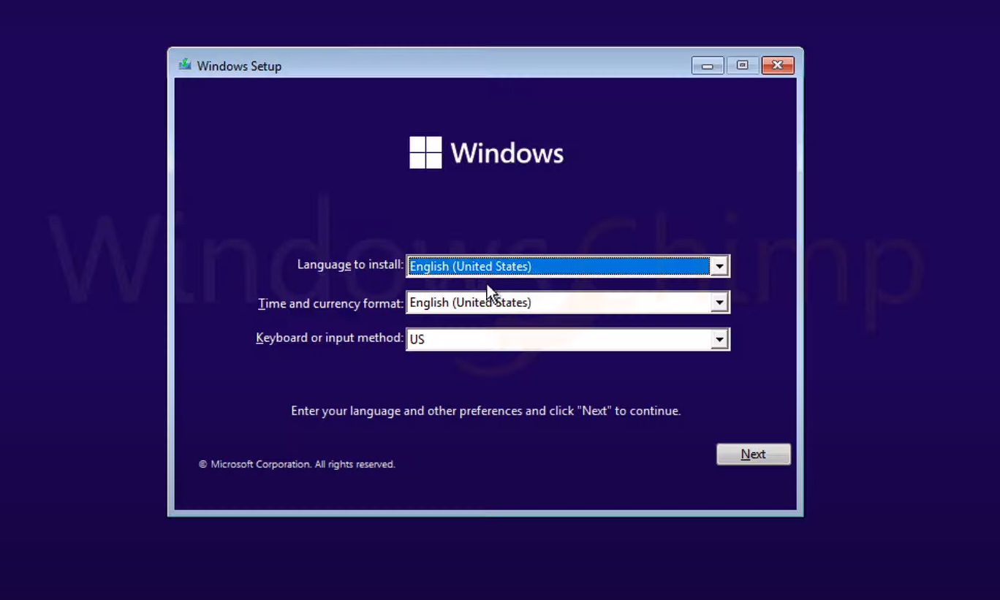 Windows Setup
Windows
Windows Chimp
Language to install: English (United States)
Time and currency format: English (United States)
Keyboard or input method: US
Enter your language and other preferences and click "Next" to continue.
Next
© Microsoft Corporation. All rights reserved.